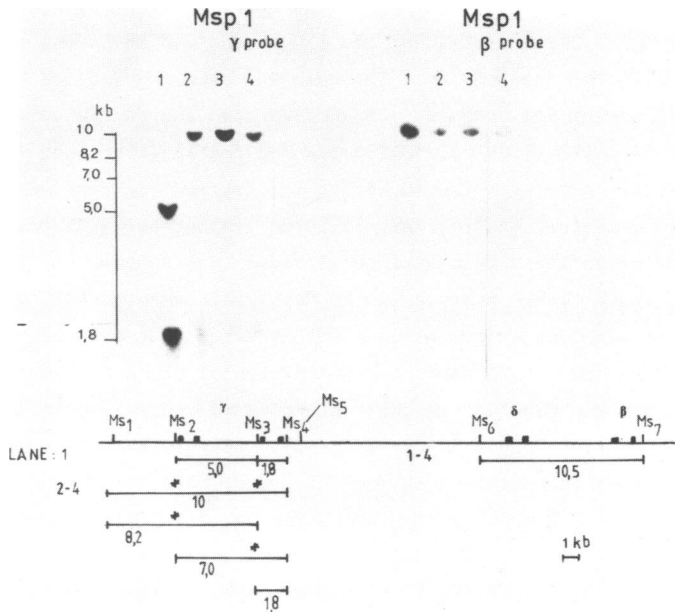 Msp 1 Msp 1
γ probe β probe
1 2 3 4 1 2 3 4
kb
10
8,2
7,0
5,0
1,8
Ms1 Ms2 γ Ms3 Ms4 Ms5 Ms6 δ β Ms7
LANE: 1 5,0 1,8 1-4 10,5
2-4 * *
10
*
8,2 1 kb
*
7,0
1,8